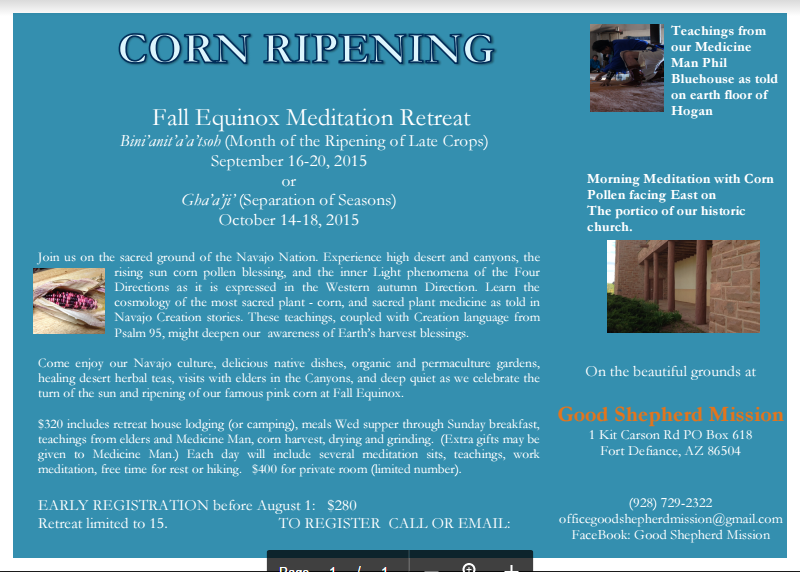 CORN RIPENING
Fall Equinox Meditation Retreat
Bini'anit'a'a'tsoh (Month of the Ripening of Late Crops)
September 16-20, 2015
or
Gha'a'ji' (Separation of Seasons)
October 14-18, 2015
Join us on the sacred ground of the Navajo Nation. Experience high desert and canyons, the
rising sun corn pollen blessing, and the inner Light phenomena of the Four
Directions as it is expressed in the Western autumn Direction. Learn the
cosmology of the most sacred plant - corn, and sacred plant medicine as told in
Navajo Creation stories. These teachings, coupled with Creation language from
Psalm 95, might deepen our awareness of Earth's harvest blessings.
Come enjoy our Navajo culture, delicious native dishes, organic and permaculture gardens,
healing desert herbal teas, visits with elders in the Canyons, and deep quiet as we celebrate the
turn of the sun and ripening of our famous pink corn at Fall Equinox.
$320 includes retreat house lodging (or camping), meals Wed supper through Sunday breakfast,
teachings from elders and Medicine Man, corn harvest, drying and grinding. (Extra gifts may be
given to Medicine Man.) Each day will include several meditation sits, teachings, work
meditation, free time for rest or hiking. $400 for private room (limited number).
EARLY REGISTRATION before August 1: $280
Retreat limited to 15. TO REGISTER CALL OR EMAIL:
Teachings from
our Medicine
Man Phil
Bluehouse as told
on earth floor of
Hogan
Morning Meditation with Corn
Pollen facing East on
The portico of our historic
church.
On the beautiful grounds at
Good Shepherd Mission
1 Kit Carson Rd PO Box 618
Fort Defiance, AZ 86504
(928) 729-2322
officegoodshepherdmission@gmail.com
FaceBook: Good Shepherd Mission
Page 1 / 1